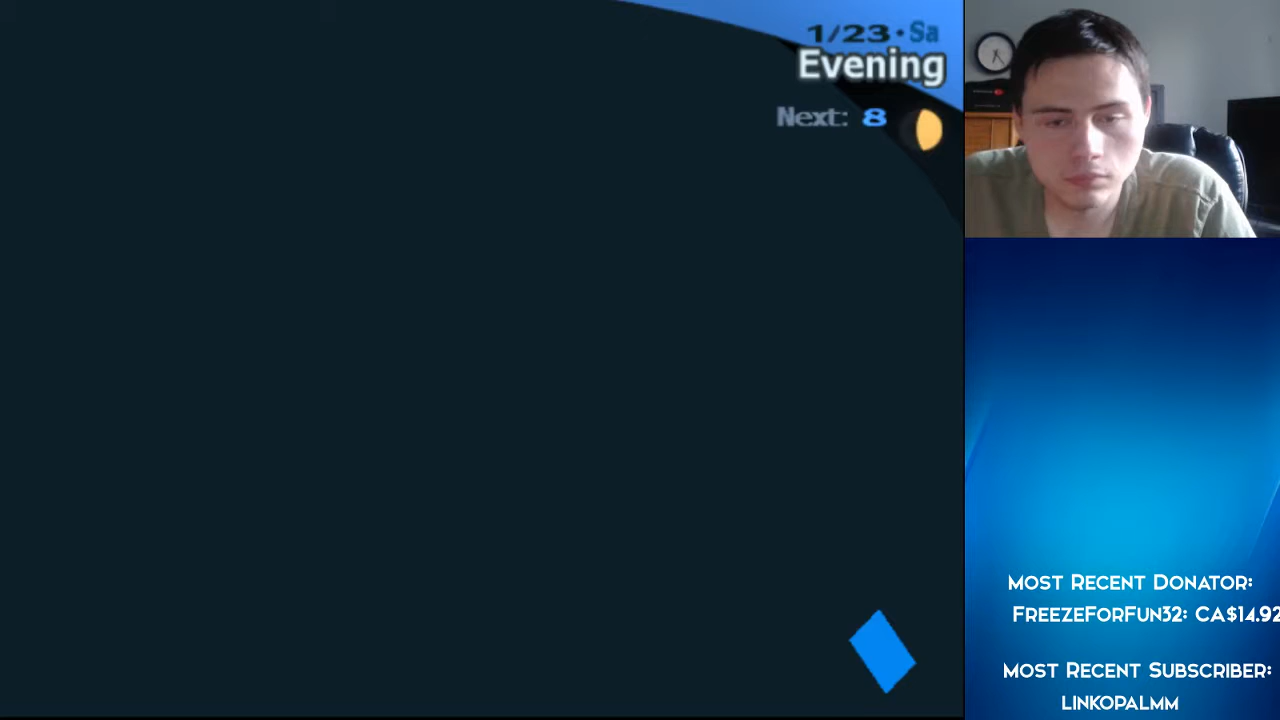 1/23 • Sa
Evening
Next: 8
Most Recent Donator:
FreezeForFun32: CA$14.92
Most Recent Subscriber:
linkopalmm